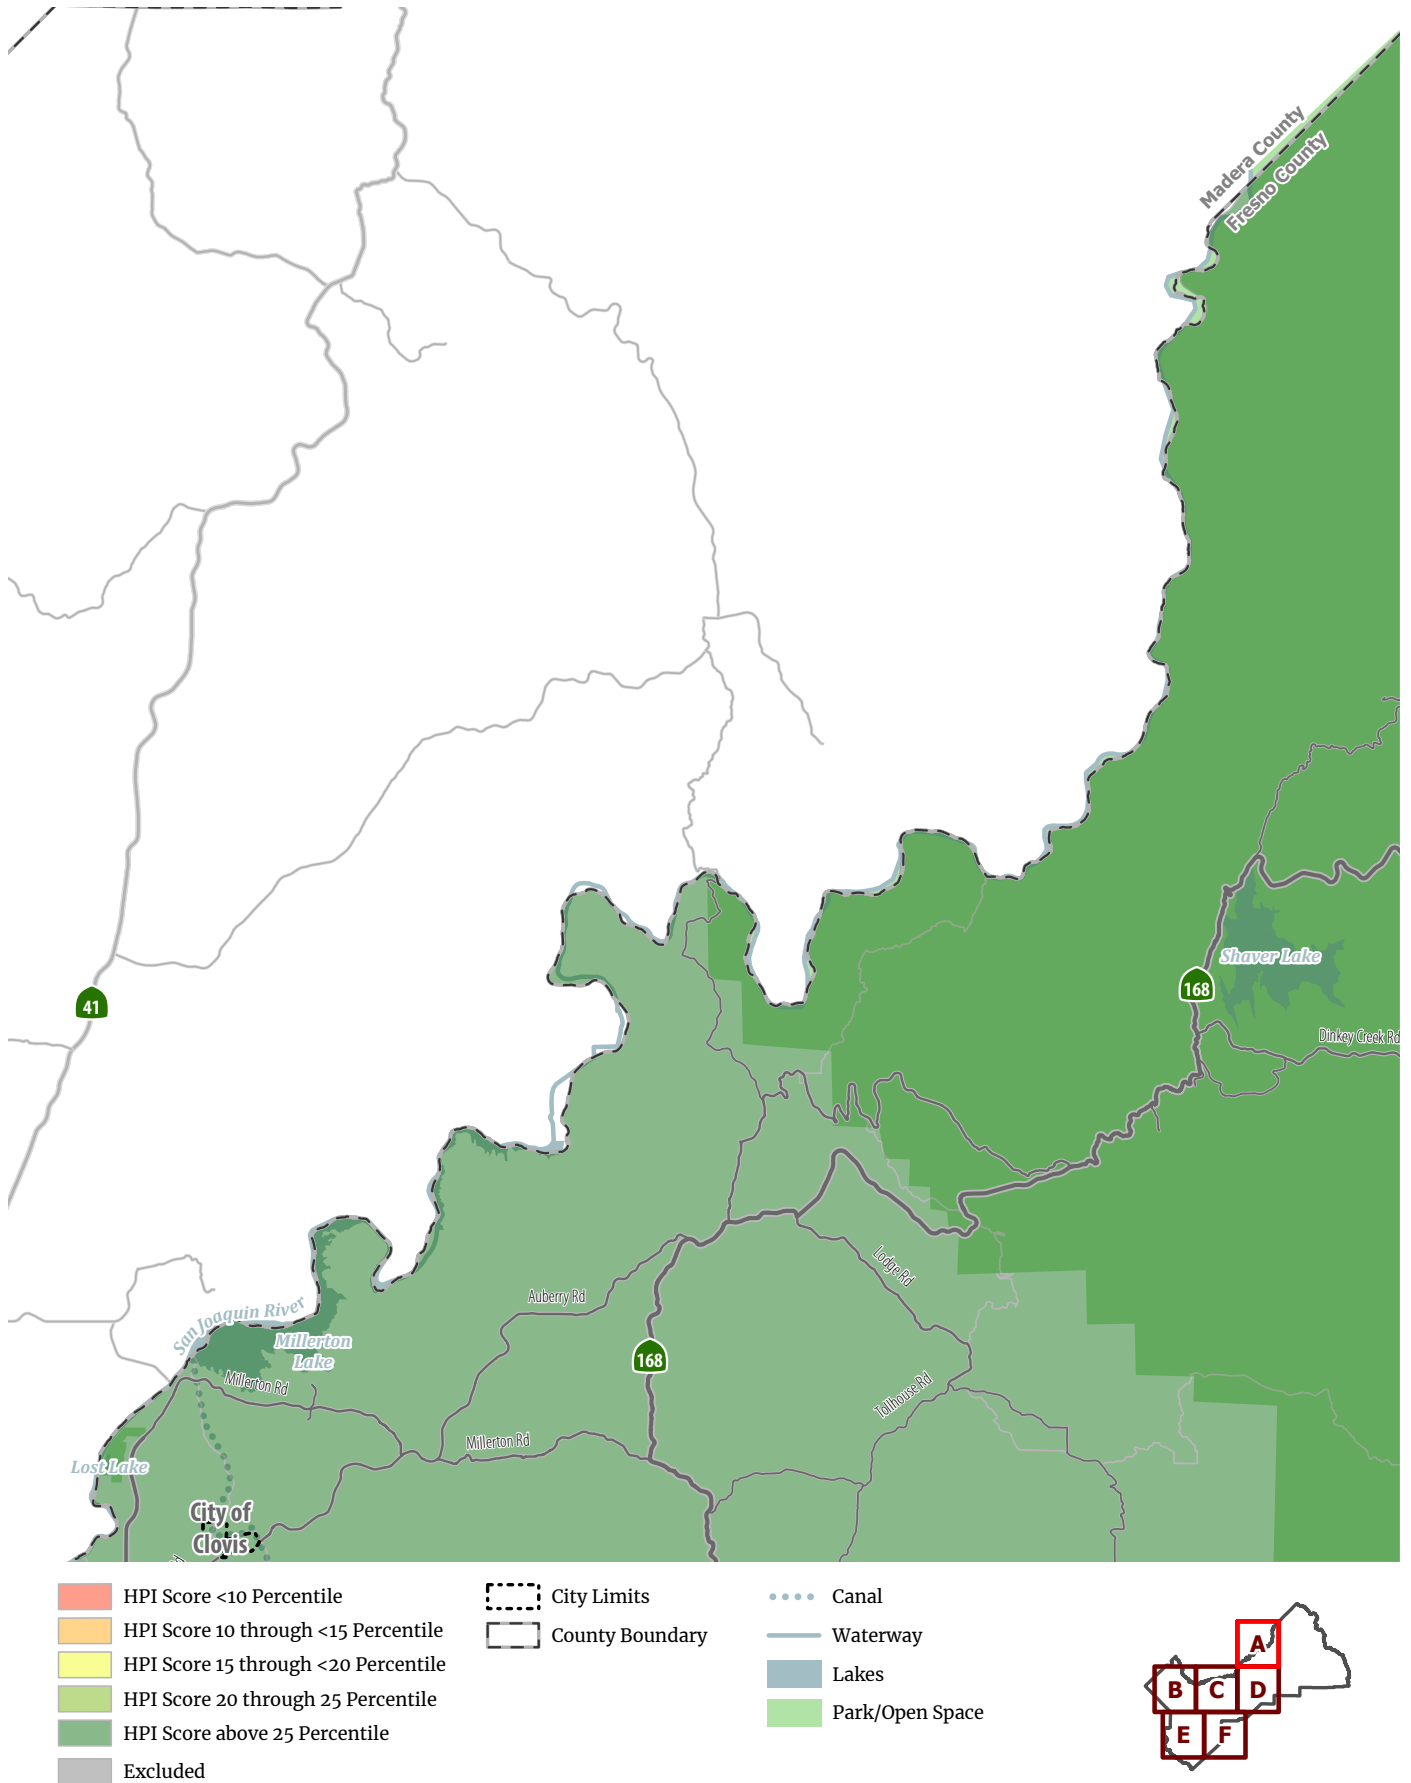 Madera County
Fresno County
Shaver Lake
168
Dinkey Creek Rd
41
Lodge Rd
Auberry Rd
San Joaquin River
Millerton
Lake
168
Millerton Rd
Tollhouse Rd
Millerton Rd
Lost Lake
City of
Clovis
HPI Score <10 Percentile
HPI Score 10 through <15 Percentile
HPI Score 15 through <20 Percentile
HPI Score 20 through 25 Percentile
HPI Score above 25 Percentile
Excluded
City Limits
County Boundary
Canal
Waterway
Lakes
Park/Open Space
A
B C D
E F